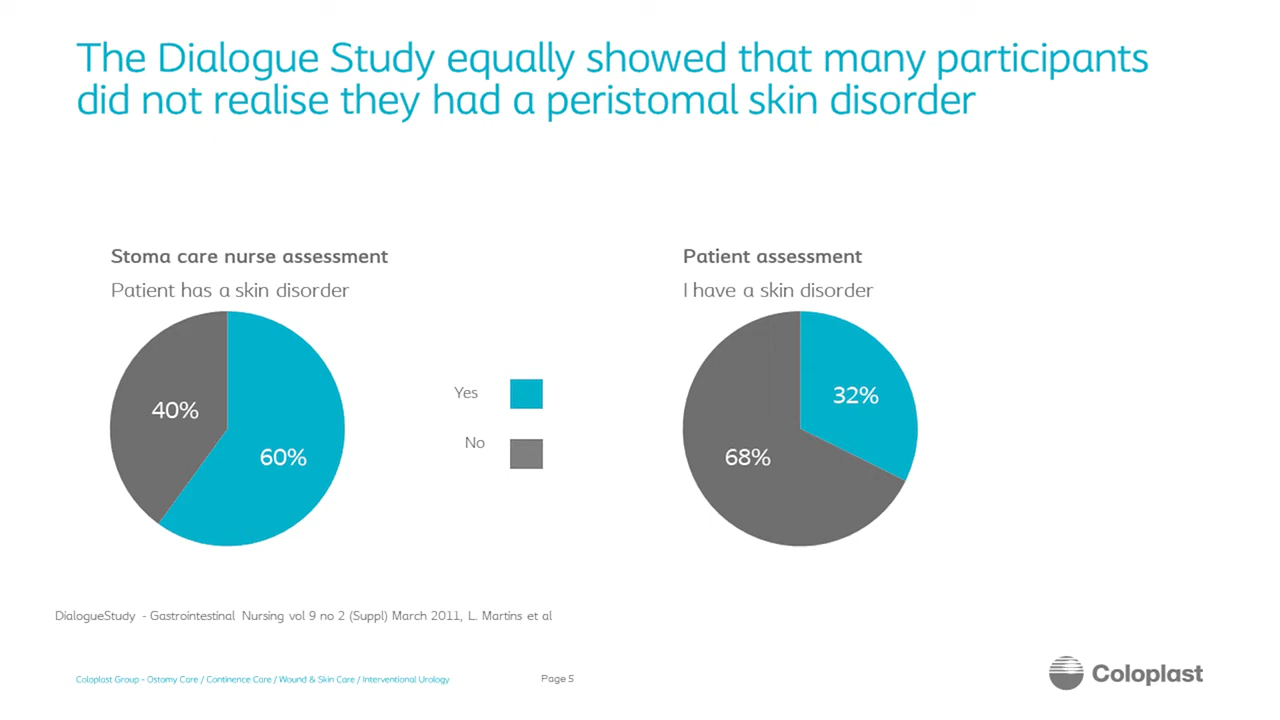 The Dialogue Study equally showed that many participants
did not realise they had a peristomal skin disorder
Stoma care nurse assessment
Patient has a skin disorder
40%
60%
Yes
No
Patient assessment
I have a skin disorder
32%
68%
DialogueStudy - Gastrointestinal Nursing vol 9 no 2 (Suppl) March 2011, L. Martins et al
Coloplast Group - Ostomy Care / Continence Care / Wound & Skin Care / Interventional Urology
Page 5
Coloplast